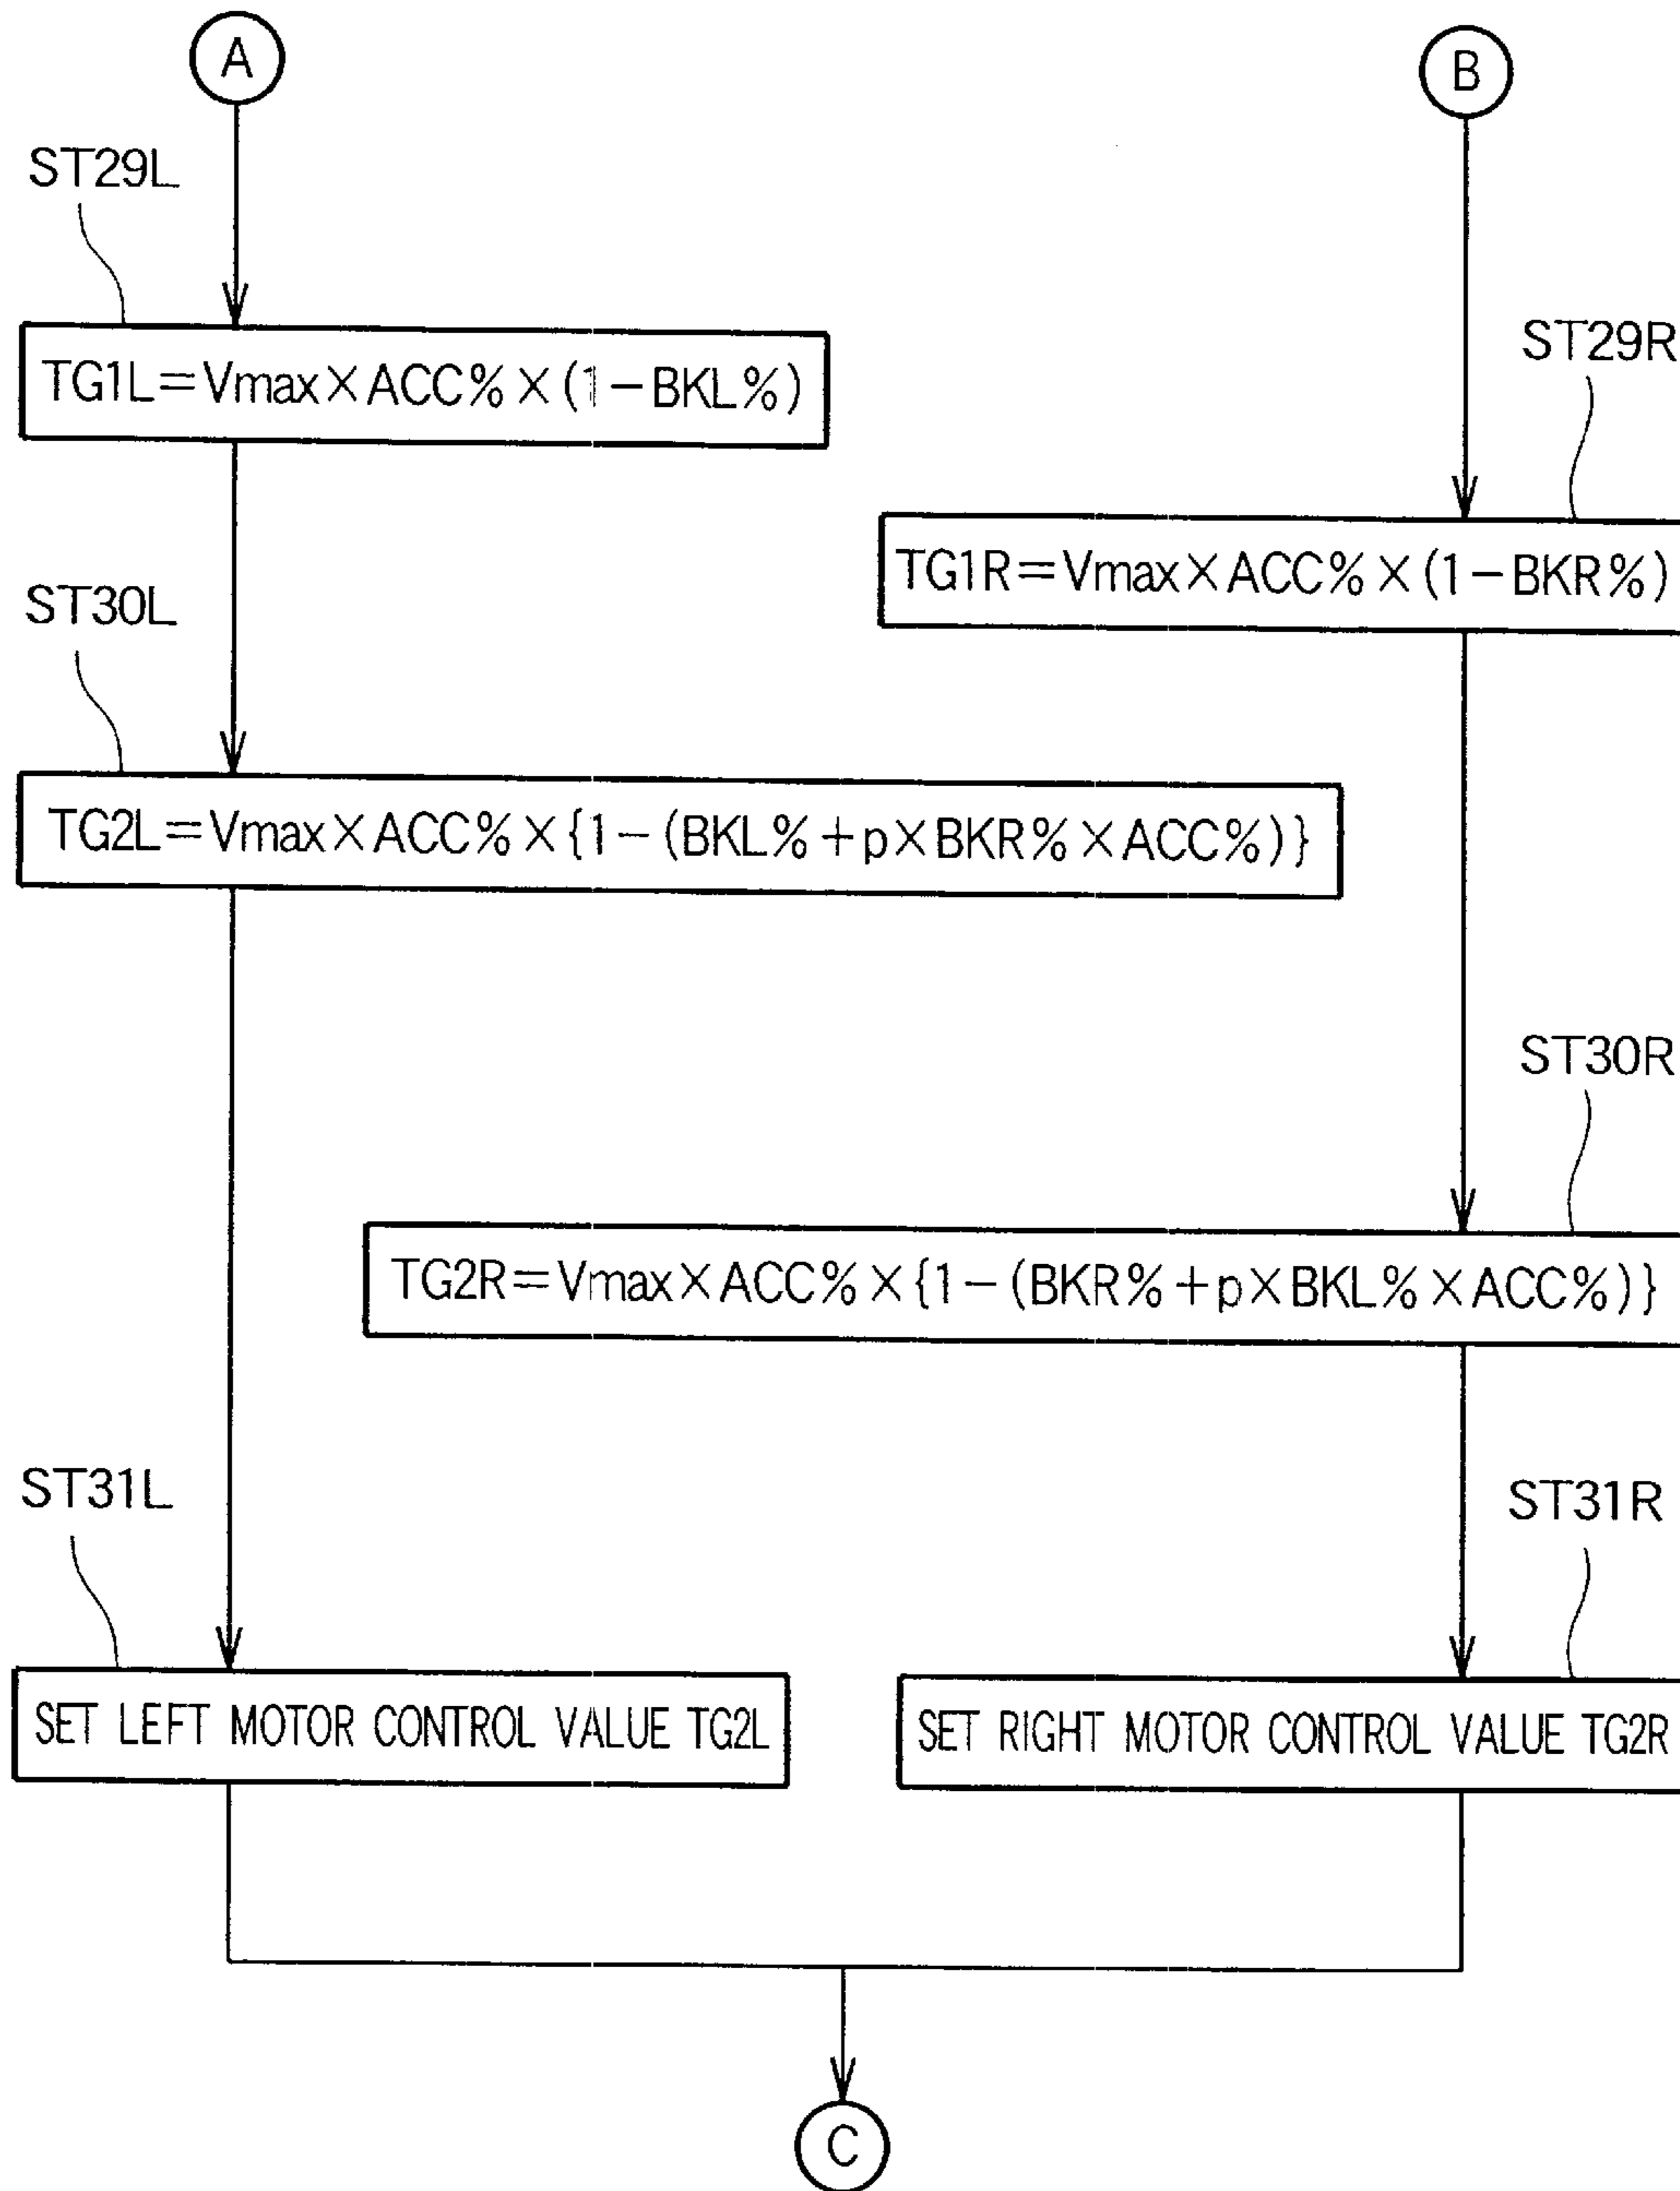 A
B
ST29L
TG1L=Vmax×ACC%×(1-BKL%)
ST29R
TG1R=Vmax×ACC%×(1-BKR%)
ST30L
TG2L=Vmax×ACC%×{1-(BKL%+p×BKR%×ACC%)}
ST30R
TG2R=Vmax×ACC%×{1-(BKR%+p×BKL%×ACC%)}
ST31L
SET LEFT MOTOR CONTROL VALUE TG2L
ST31R
SET RIGHT MOTOR CONTROL VALUE TG2R
C